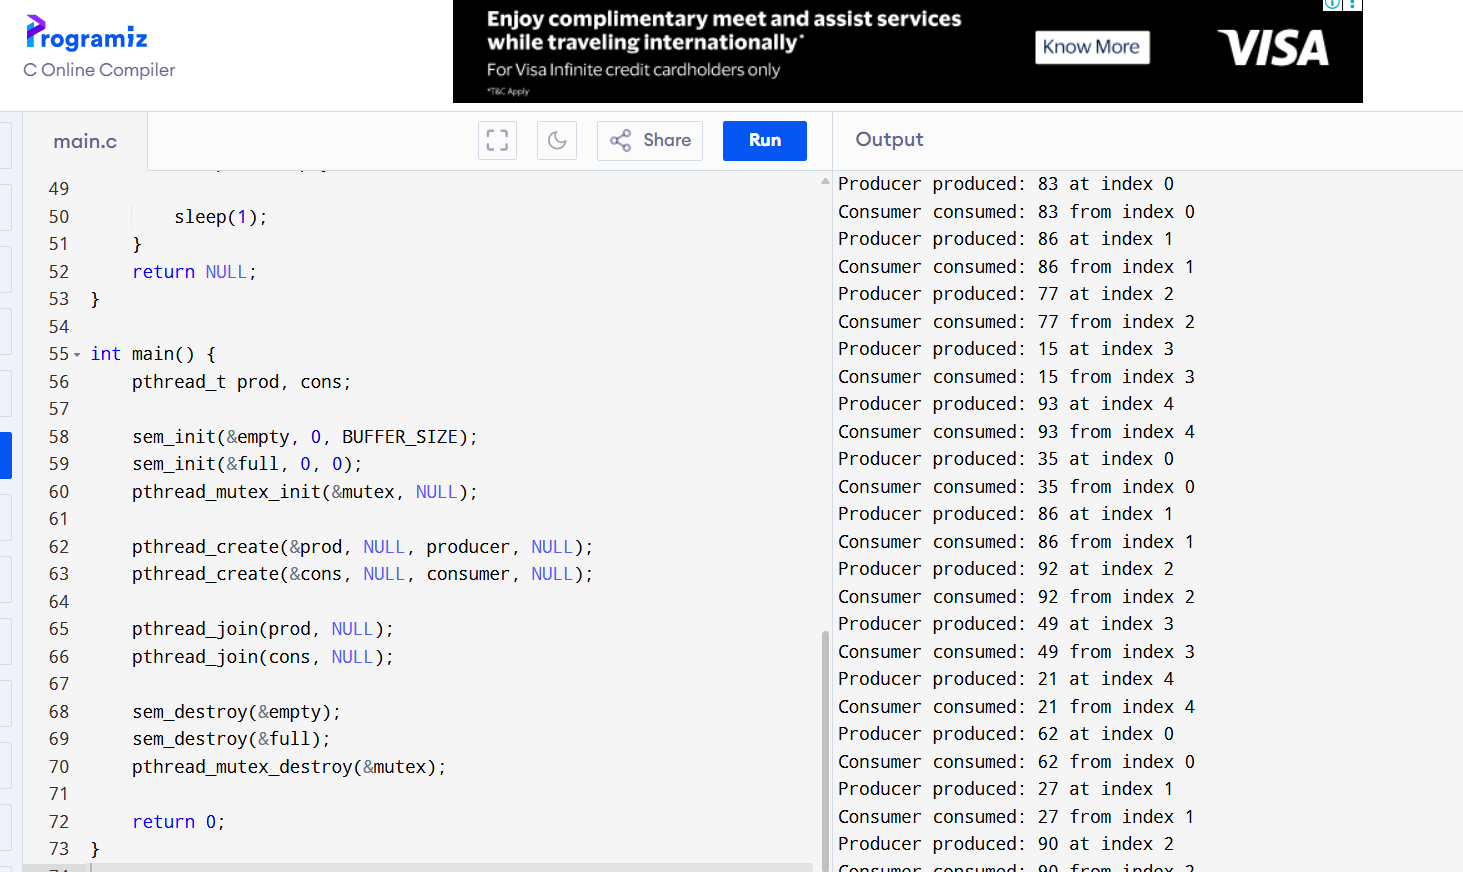 Programiz
C Online Compiler
Enjoy complimentary meet and assist services
while traveling internationally*
For Visa Infinite credit cardholders only
*T&C Apply
Know More
VISA
main.c
Share
Run
Output
49
50 sleep(1);
51 }
52 return NULL;
53 }
54
55 int main() {
56 pthread_t prod, cons;
57
58 sem_init(&empty, 0, BUFFER_SIZE);
59 sem_init(&full, 0, 0);
60 pthread_mutex_init(&mutex, NULL);
61
62 pthread_create(&prod, NULL, producer, NULL);
63 pthread_create(&cons, NULL, consumer, NULL);
64
65 pthread_join(prod, NULL);
66 pthread_join(cons, NULL);
67
68 sem_destroy(&empty);
69 sem_destroy(&full);
70 pthread_mutex_destroy(&mutex);
71
72 return 0;
73 }
Producer produced: 83 at index 0
Consumer consumed: 83 from index 0
Producer produced: 86 at index 1
Consumer consumed: 86 from index 1
Producer produced: 77 at index 2
Consumer consumed: 77 from index 2
Producer produced: 15 at index 3
Consumer consumed: 15 from index 3
Producer produced: 93 at index 4
Consumer consumed: 93 from index 4
Producer produced: 35 at index 0
Consumer consumed: 35 from index 0
Producer produced: 86 at index 1
Consumer consumed: 86 from index 1
Producer produced: 92 at index 2
Consumer consumed: 92 from index 2
Producer produced: 49 at index 3
Consumer consumed: 49 from index 3
Producer produced: 21 at index 4
Consumer consumed: 21 from index 4
Producer produced: 62 at index 0
Consumer consumed: 62 from index 0
Producer produced: 27 at index 1
Consumer consumed: 27 from index 1
Producer produced: 90 at index 2
Consumer consumed: 90 from index 2